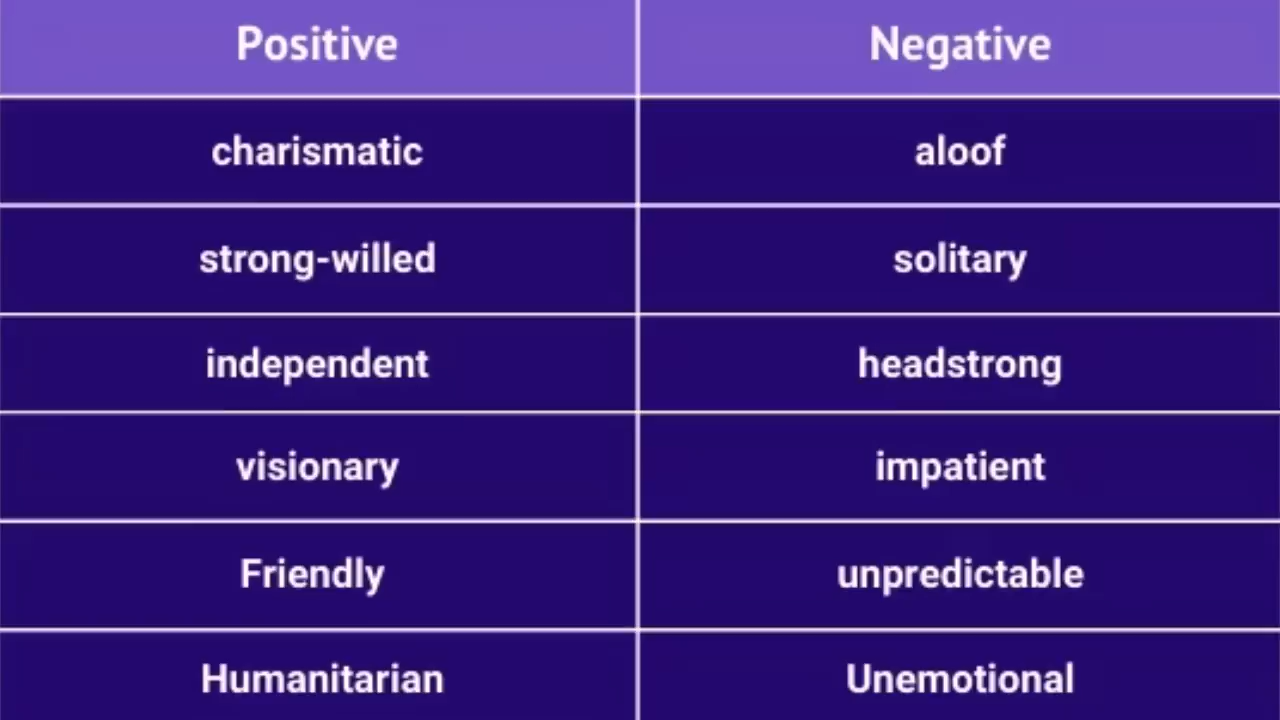 Positive Negative
charismatic aloof
strong-willed solitary
independent headstrong
visionary impatient
Friendly unpredictable
Humanitarian Unemotional